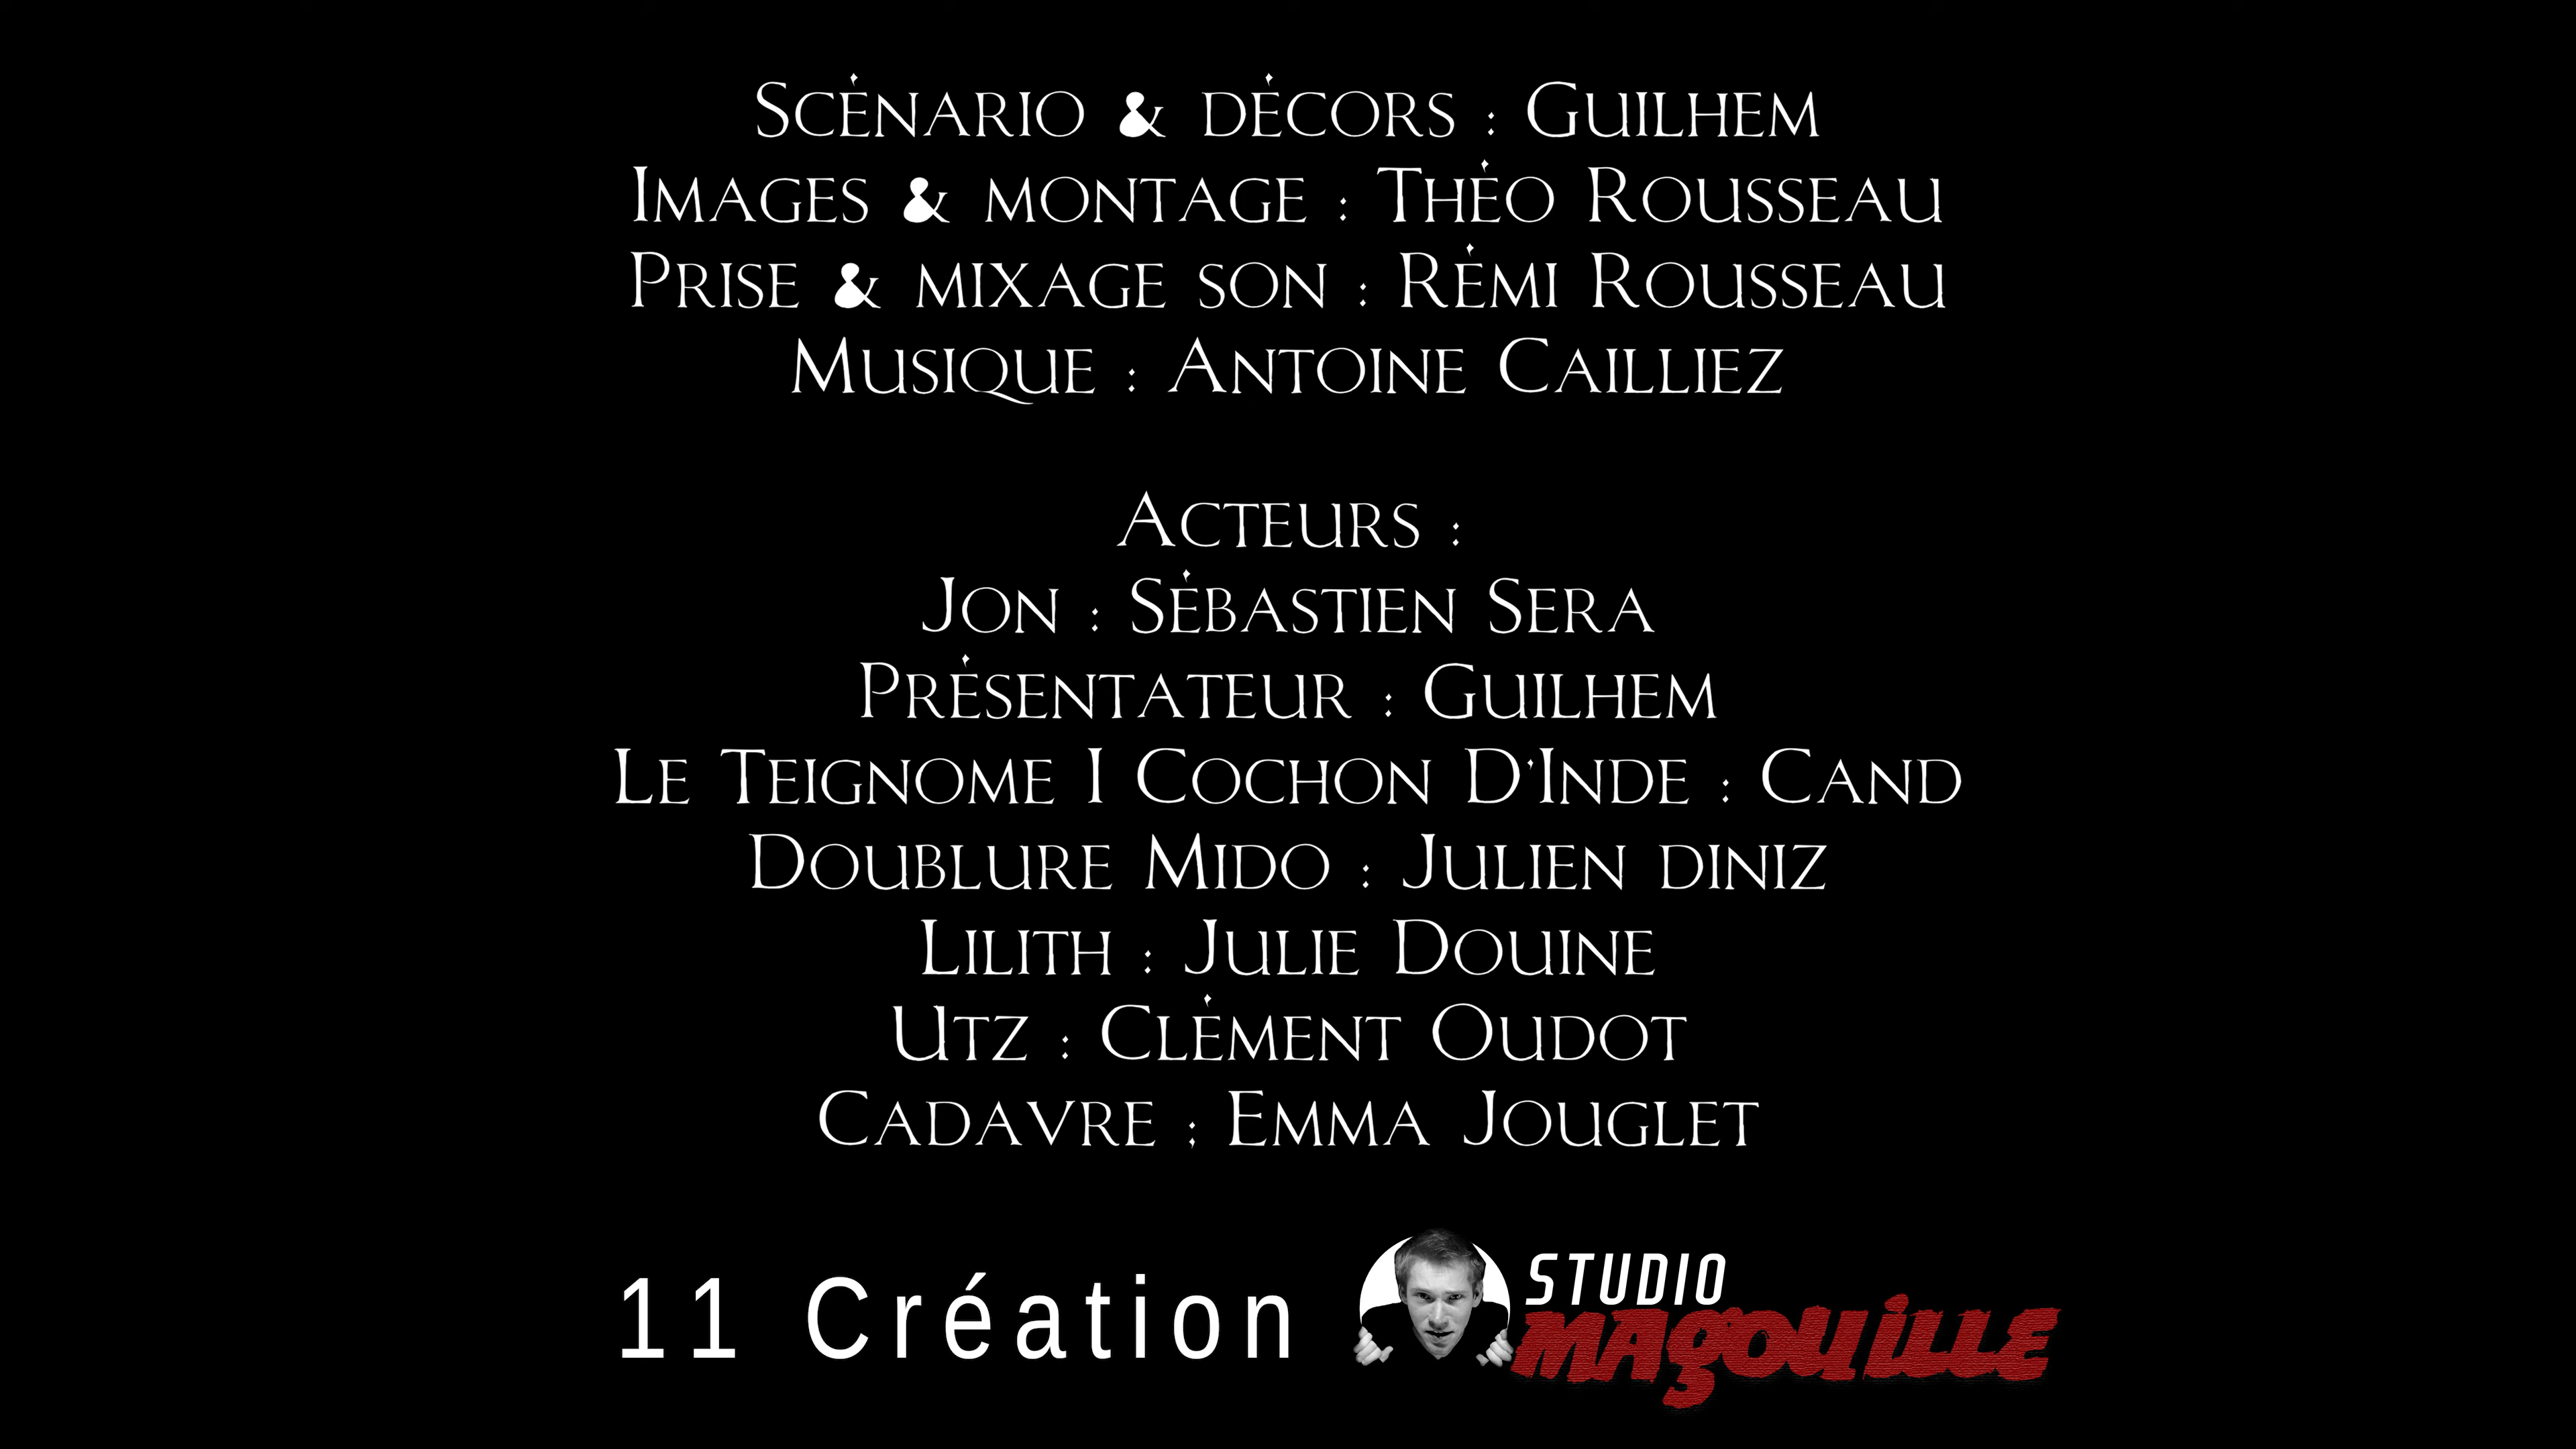 Scénario & décors : Guilhem
Images & montage : Théo Rousseau
Prise & mixage son : Rémi Rousseau
Musique : Antoine Cailliez
Acteurs :
Jon : Sébastien Sera
Présentateur : Guilhem
Le Teignome I Cochon D'Inde : Cand
Doublure Mido : Julien diniz
Lilith : Julie Douine
Utz : Clément Oudot
Cadavre ; Emma Jouglet
11 Création STUDIO
MAgOUiLLE